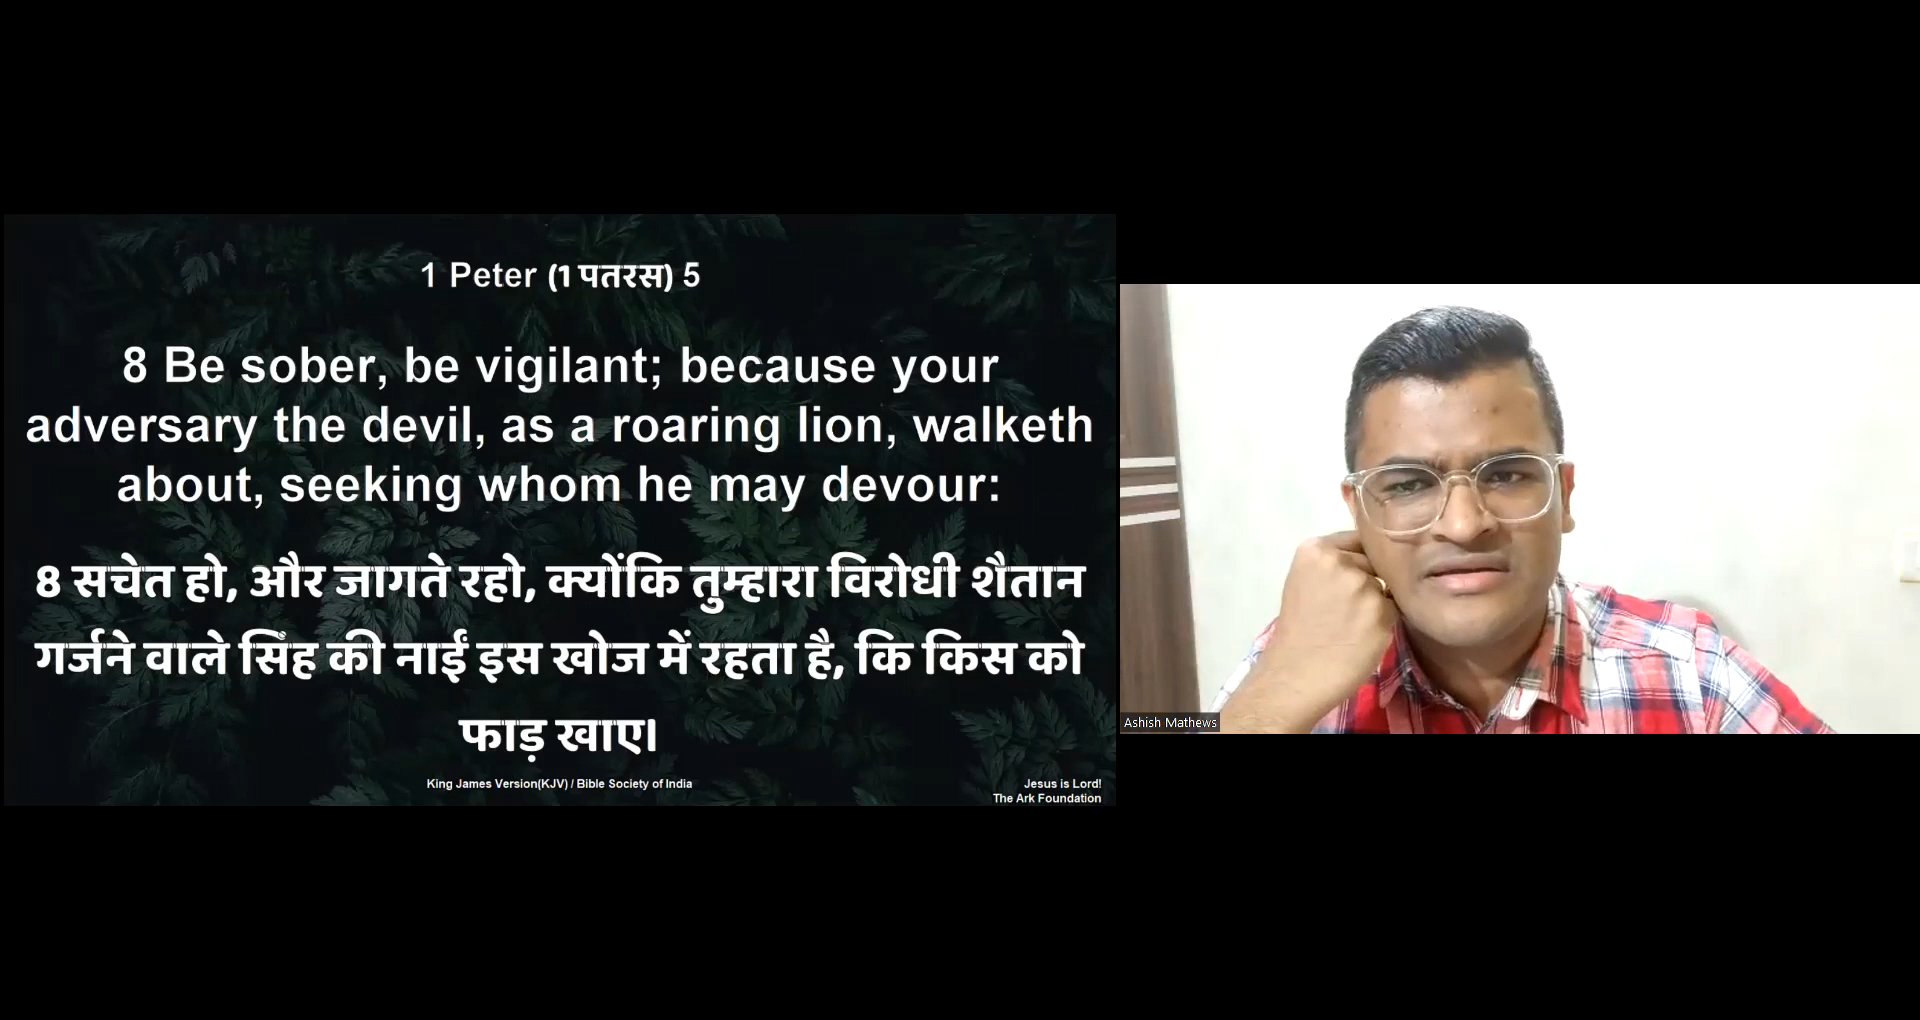 1 Peter (1 पतरस) 5
8 Be sober, be vigilant; because your
adversary the devil, as a roaring lion, walketh
about, seeking whom he may devour:
8 सचेत हो, और जागते रहो, क्योंकि तुम्हारा विरोधी शैतान
गर्जने वाले सिंह की नाईं इस खोज में रहता है, कि किस को
फाड़ खाए।
King James Version(KJV) / Bible Society of India
Jesus is Lord!
The Ark Foundation
Ashish Mathews